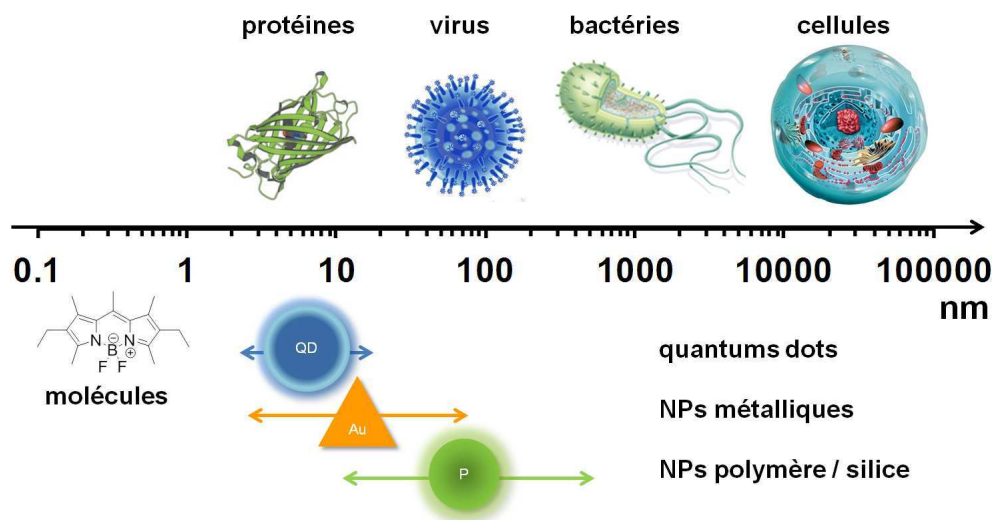 protéines virus bactéries cellules
0.1 1 10 100 1000 10000 100000
nm
QD
quantums dots
N B N
F F
molécules
Au
NPs métalliques
P
NPs polymère / silice